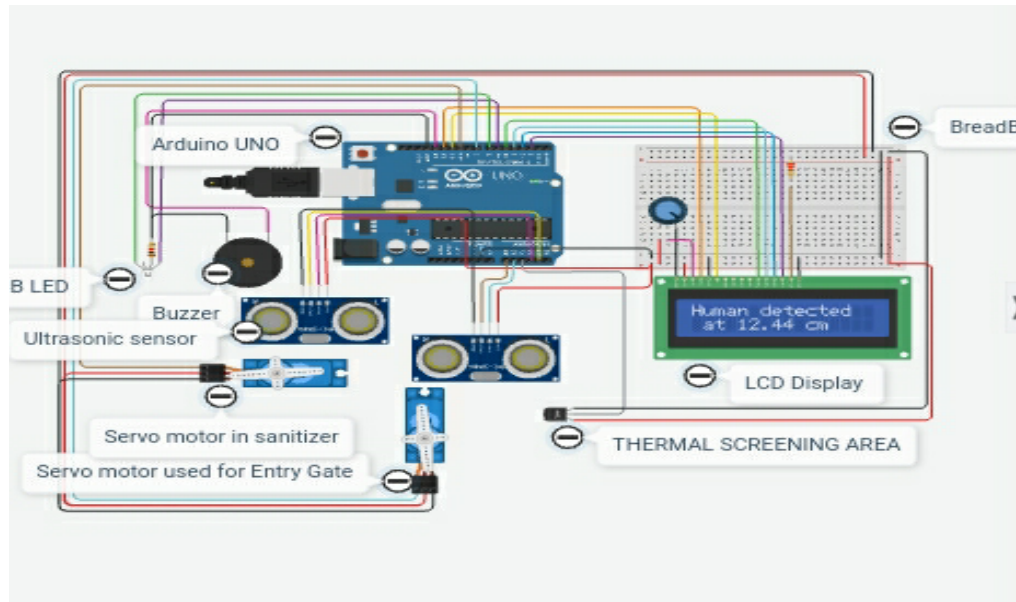 Arduino UNO
BreadB
UNO
B LED
Buzzer
Ultrasonic sensor
Human detected
at 12.44 cm
LCD Display
Servo motor in sanitizer
THERMAL SCREENING AREA
Servo motor used for Entry Gate